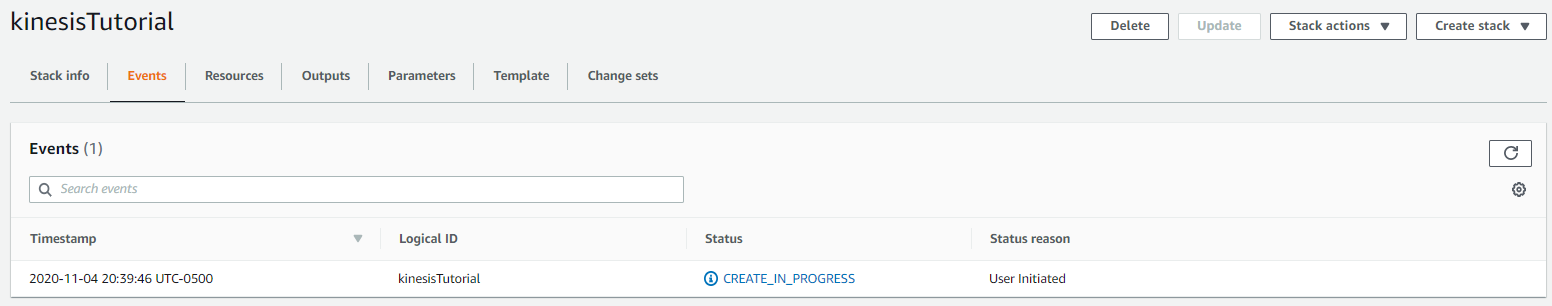 kinesisTutorial
Delete Update Stack actions Create stack
Stack info Events Resources Outputs Parameters Template Change sets
Events (1)
Search events
Timestamp Logical ID Status Status reason
2020-11-04 20:39:46 UTC-0500 kinesisTutorial CREATE_IN_PROGRESS User Initiated